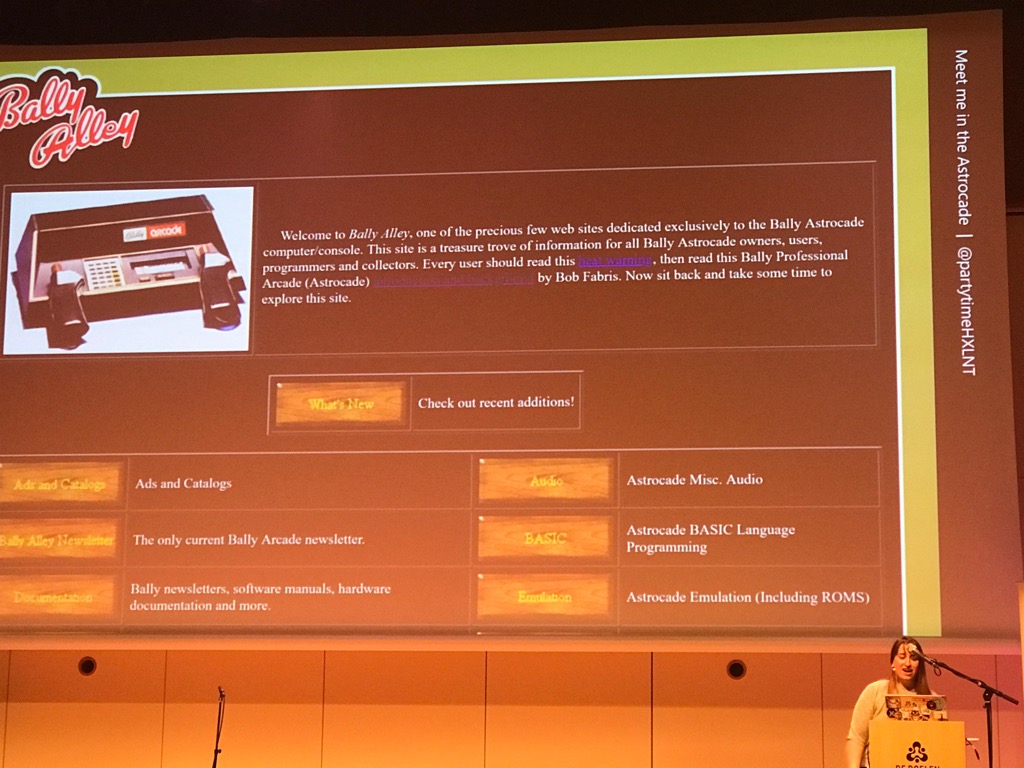 Bally
Alley
Bally ARCADE
Welcome to Bally Alley, one of the precious few web sites dedicated exclusively to the Bally Astrocade
computer/console. This site is a treasure trove of information for all Bally Astrocade owners, users,
programmers and collectors. Every user should read this heat warning, then read this Bally Professional
Arcade (Astrocade) by Bob Fabris. Now sit back and take some time to
explore this site.
What's New
Check out recent additions!
Ads and Catalogs
Ads and Catalogs
Audio
Astrocade Misc. Audio
Bally Alley Newsletter
The only current Bally Arcade newsletter.
BASIC
Astrocade BASIC Language
Programming
Documentation
Bally newsletters, software manuals, hardware
documentation and more.
Emulation
Astrocade Emulation (Including ROMS)
Meet me in the Astrocade | @partytimeHXLNT
DE DOELEN